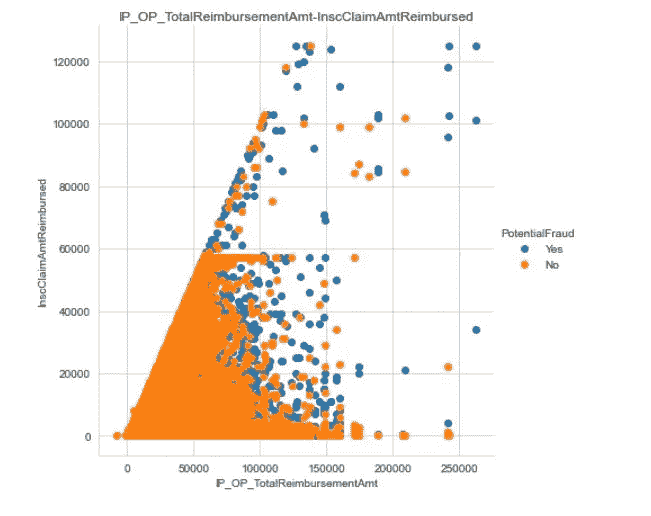 IP_OP_TotalReimbursementAmt-InscClaimAmtReimbursed
120000
100000
80000
60000
40000
20000
0
InscClaimAmtReimbursed
PotentialFraud
Yes
No
0
50000
100000
150000
200000
250000
IP_OP_TotalReimbursementAmt